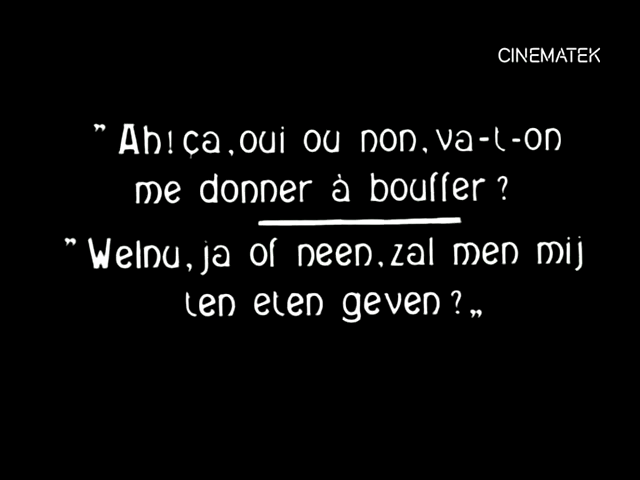 CINEMATEK
" Ah! ça, oui ou non, va-t-on
me donner à bouffer ?
" Welnu, ja of neen, zal men mij
ten eten geven ? „